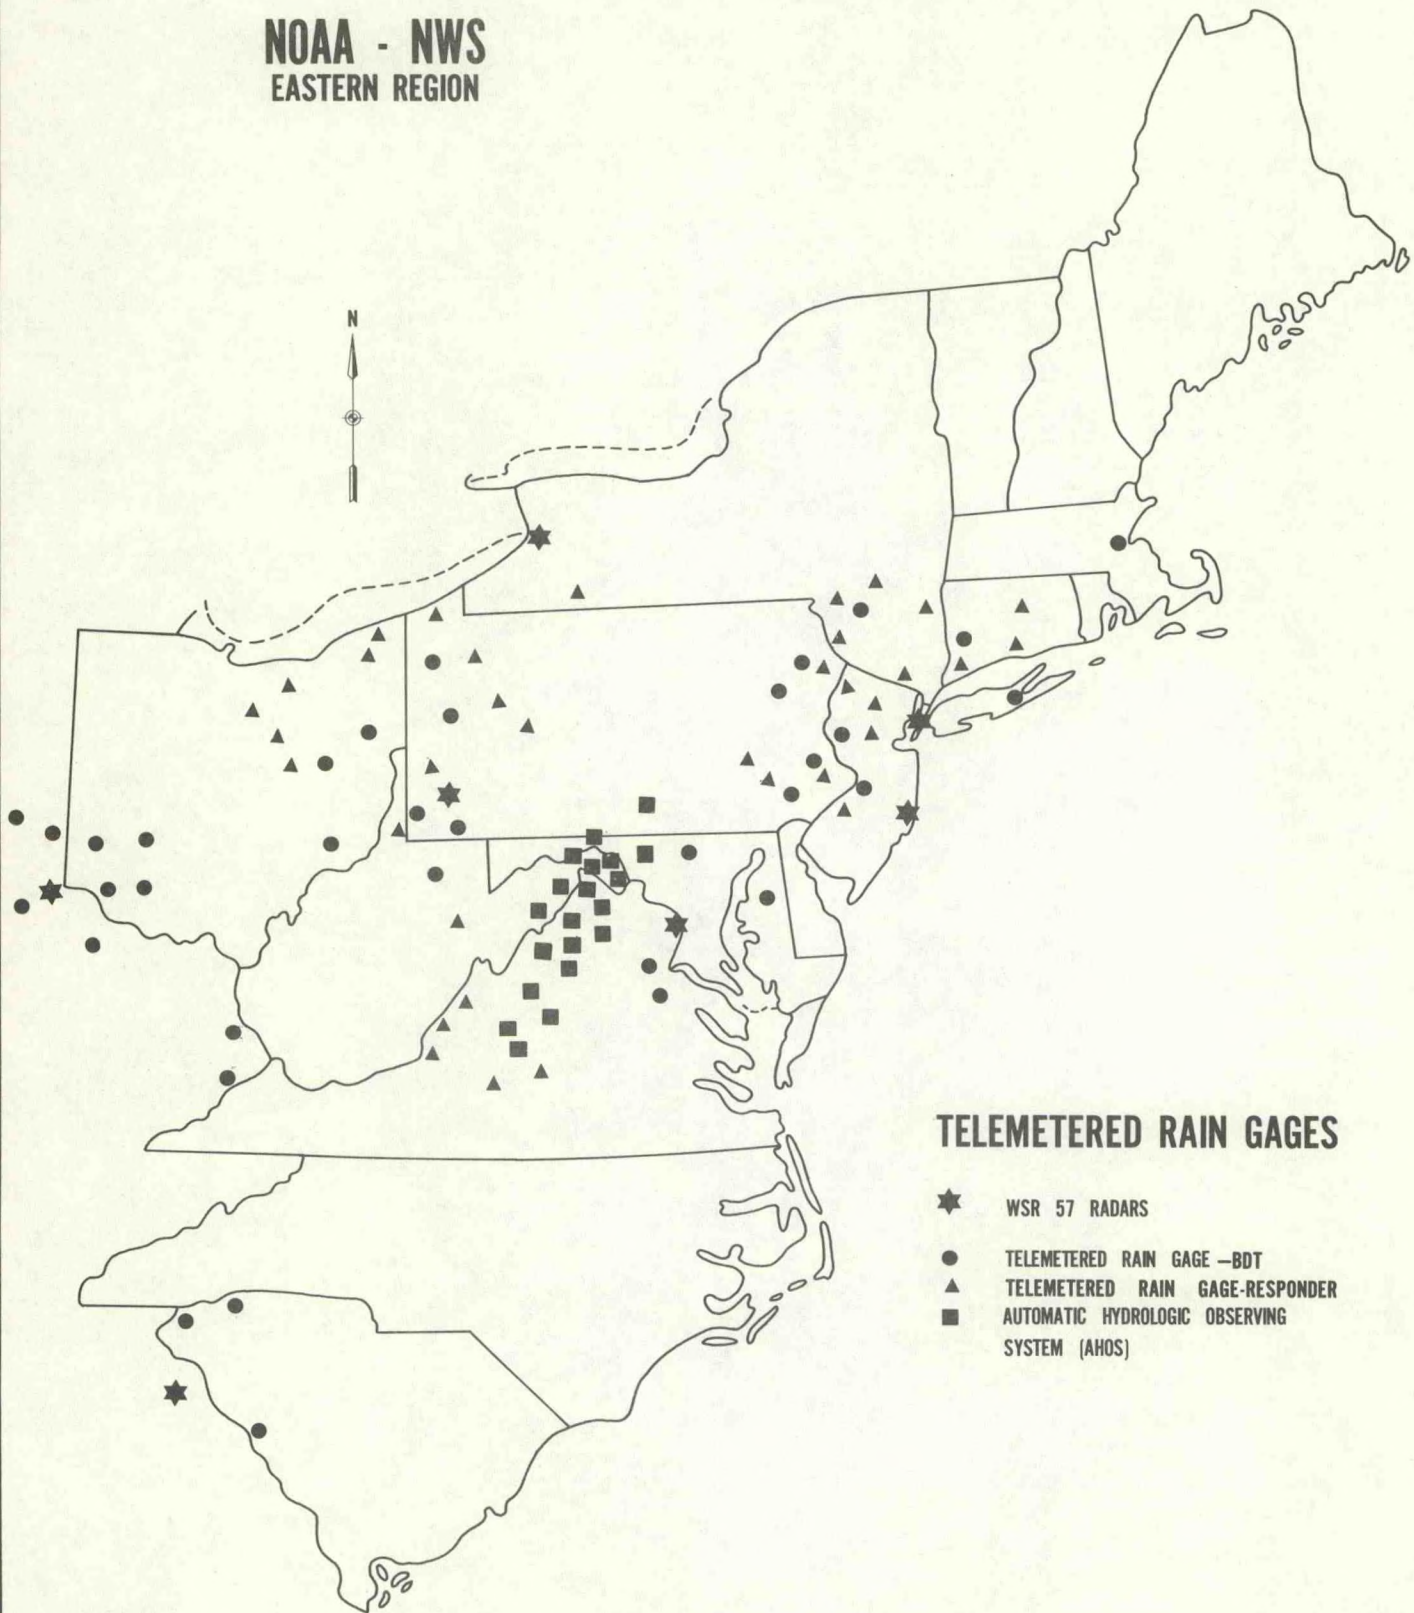 NOAA - NWS
EASTERN REGION
N
TELEMETERED RAIN GAGES
WSR 57 RADARS
TELEMETERED RAIN GAGE –BDT
TELEMETERED RAIN GAGE-RESPONDER
AUTOMATIC HYDROLOGIC OBSERVING
SYSTEM (AHOS)